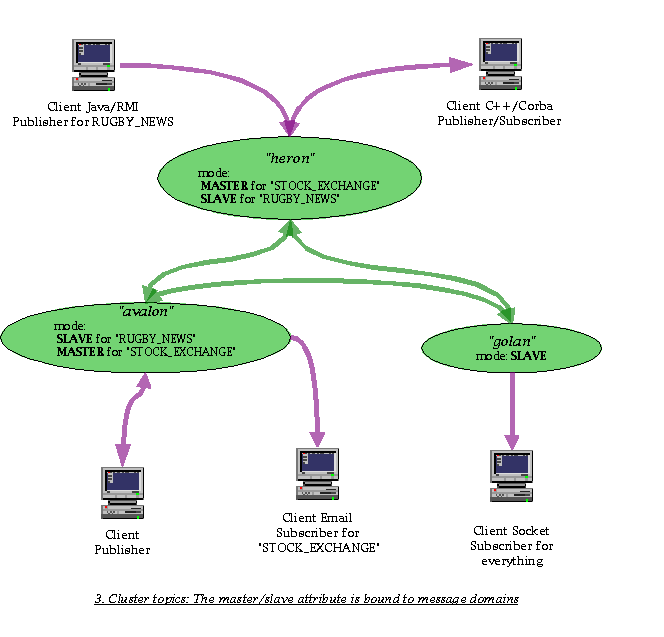 Client Java/RMI
Publisher for RUGBY_NEWS
Client C++/Corba
Publisher/Subscriber
"heron"
mode:
MASTER for "STOCK_EXCHANGE"
SLAVE for "RUGBY_NEWS"
"avalon"
mode:
SLAVE for "RUGBY_NEWS"
MASTER for "STOCK_EXCHANGE"
"golan"
mode: SLAVE
Client
Publisher
Client Email
Subscriber for
"STOCK_EXCHANGE"
Client Socket
Subscriber for
everything
3. Cluster topics: The master/slave attribute is bound to message domains